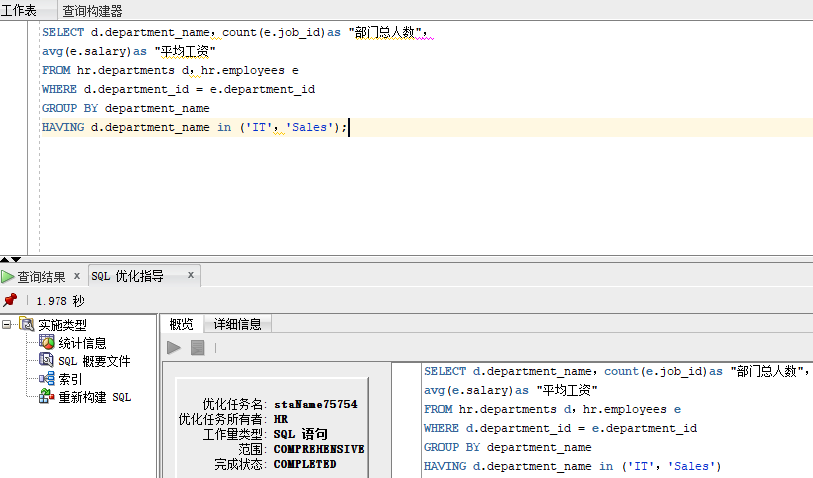 工作表 查询构建器
SELECT d.department_name，count(e.job_id)as "部门总人数"，
avg(e.salary)as "平均工资"
FROM hr.departments d，hr.employees e
WHERE d.department_id = e.department_id
GROUP BY department_name
HAVING d.department_name in ('IT'，'Sales');
查询结果 x SQL 优化指导 x
1.978 秒
实施类型
统计信息
SQL 概要文件
索引
重新构建 SQL
概览 详细信息
优化任务名: staName75754
优化任务所有者: HR
工作量类型: SQL 语句
范围: COMPREHENSIVE
完成状态: COMPLETED
SELECT d.department_name，count(e.job_id)as "部门总人数"，
avg(e.salary)as "平均工资"
FROM hr.departments d，hr.employees e
WHERE d.department_id = e.department_id
GROUP BY department_name
HAVING d.department_name in ('IT'，'Sales')